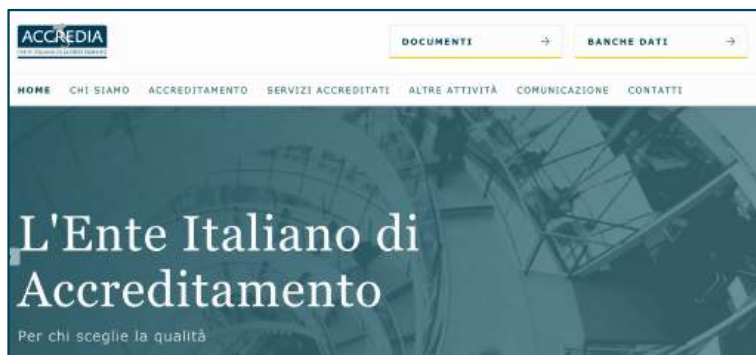 ACCREDIA
DOCUMENTI →
BANCHE DATI →
HOME CHI SIAMO ACCREDITAMENTO SERVIZI ACCREDITATI ALTRE ATTIVITÀ COMUNICAZIONE CONTATTI
L'Ente Italiano di
Accreditamento
Per chi sceglie la qualità